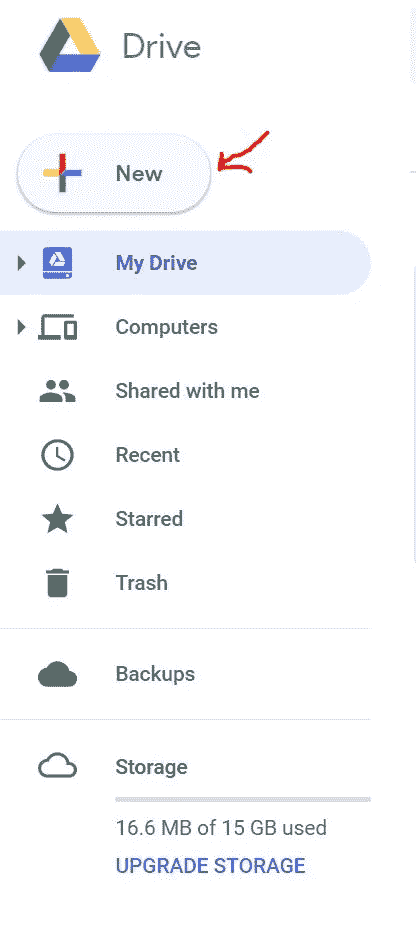 Drive
New
My Drive
Computers
Shared with me
Recent
Starred
Trash
Backups
Storage
16.6 MB of 15 GB used
UPGRADE STORAGE